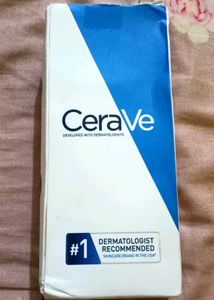 CeraVe
DEVELOPED WITH DERMATOLOGISTS
#1
DERMATOLOGIST
RECOMMENDED
SKINCARE BRAND IN THE USA*